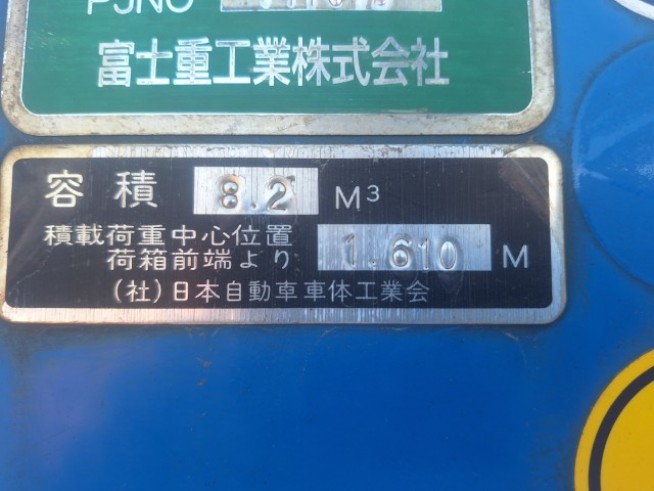 PJNO
富士重工業株式会社
容積 8.2 M³
積載荷重中心位置
荷箱前端より 1.610 M
(社)日本自動車車体工業会